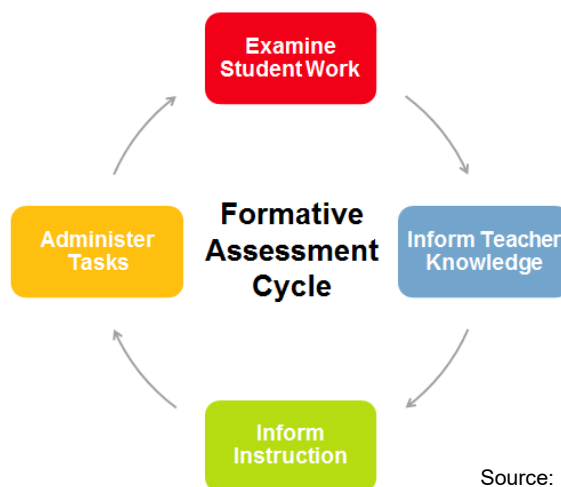 Examine
Student Work
Formative
Assessment
Cycle
Administer
Tasks
Inform Teacher
Knowledge
Inform
Instruction
Source: